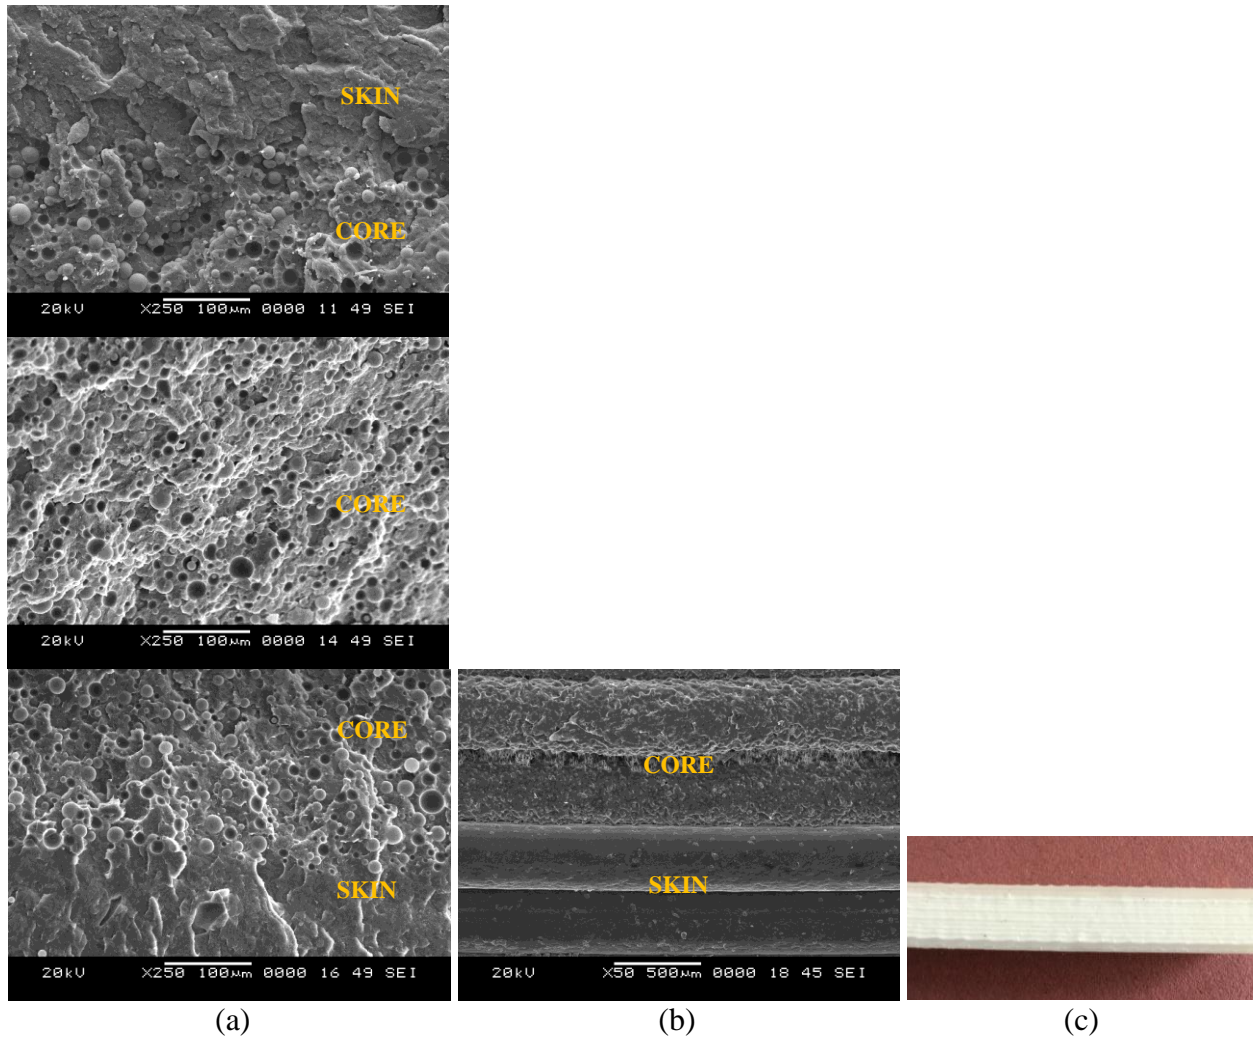 SKIN
CORE
20kV X250 100μm 0000 11 49 SEI
CORE
20kV X250 100μm 0000 14 49 SEI
CORE
SKIN
20kV X250 100μm 0000 16 49 SEI
CORE
SKIN
20kV X50 500μm 0000 18 45 SEI
(a) (b) (c)